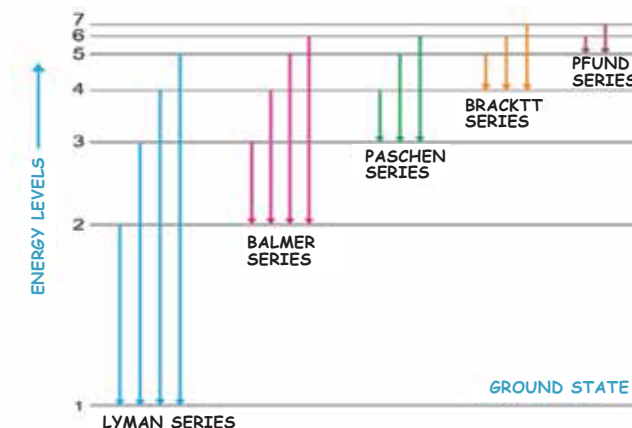 7
6
5
4
3
2
1
ENERGY LEVELS
PFUND
SERIES
BRACKTT
SERIES
PASCHEN
SERIES
BALMER
SERIES
GROUND STATE
LYMAN SERIES